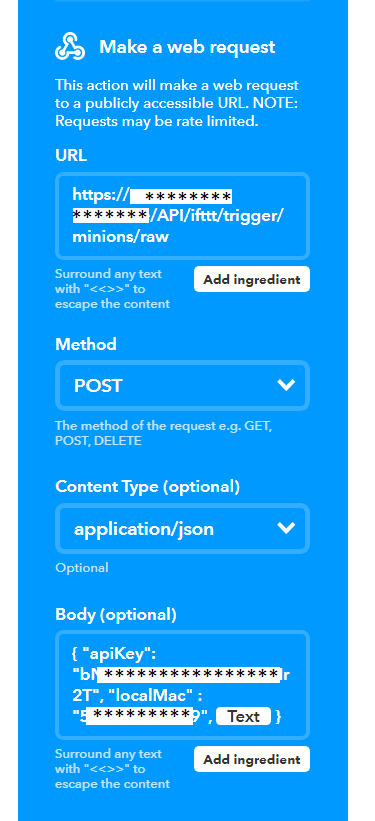 Make a web request
This action will make a web request
to a publicly accessible URL. NOTE:
Requests may be rate limited.
URL
https:// ********
*******/API/ifttt/trigger/
minions/raw
Surround any text
with "<<>>" to
escape the content
Add ingredient
Method
POST
The method of the request e.g. GET,
POST, DELETE
Content Type (optional)
application/json
Optional
Body (optional)
{ "apiKey":
****************
2T", "localMac" :
********* 9", Text }
Surround any text
with "<<>>" to
escape the content
Add ingredient